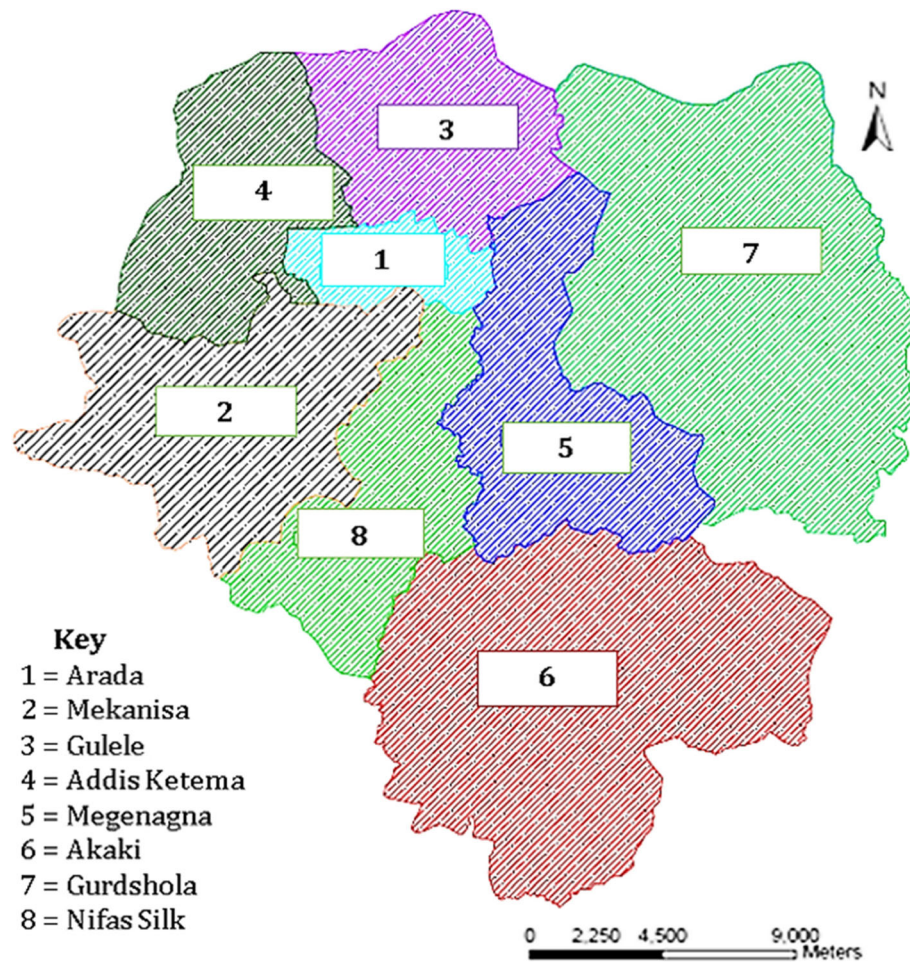 N
3
4
1
7
2
5
8
6
Key
1 = Arada
2 = Mekanisa
3 = Gulele
4 = Addis Ketema
5 = Megenagna
6 = Akaki
7 = Gurdshola
8 = Nifas Silk
0 2,250 4,500 9,000
Meters